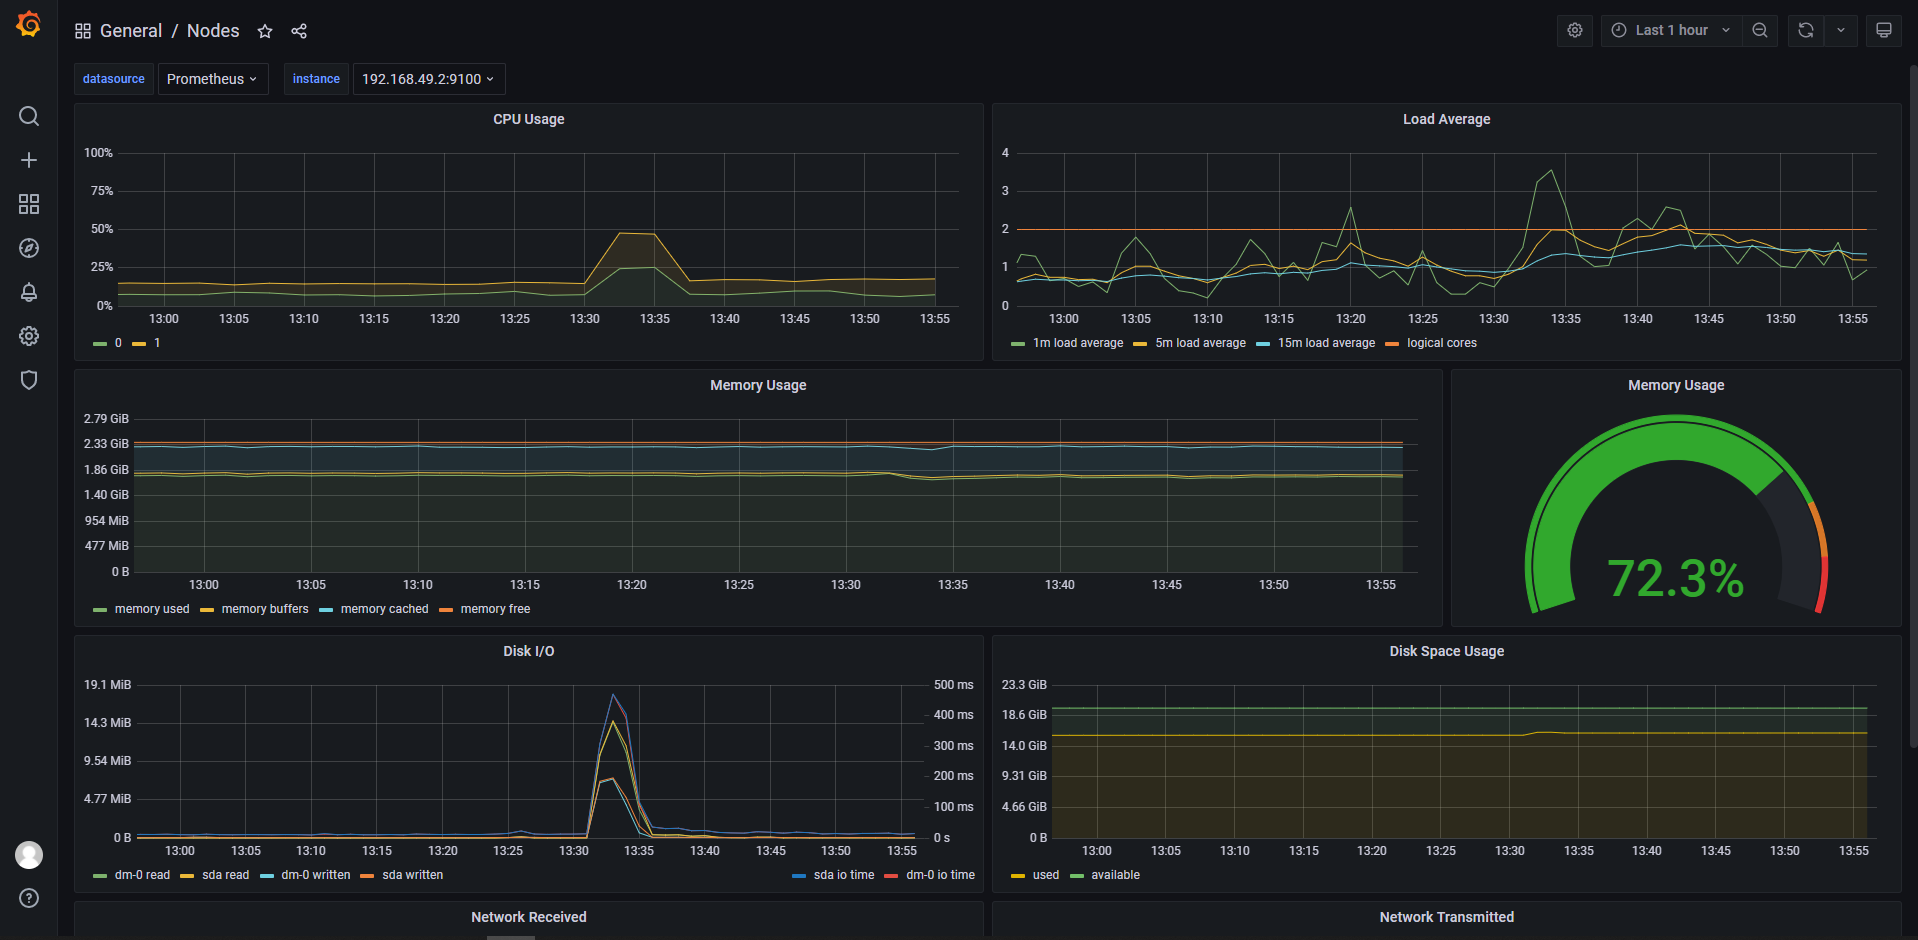 General / Nodes
Last 1 hour
datasource Prometheus instance 192.168.49.2:9100
CPU Usage
100%
75%
50%
25%
0%
13:00 13:05 13:10 13:15 13:20 13:25 13:30 13:35 13:40 13:45 13:50 13:55
0 1
Load Average
4
3
2
1
0
13:00 13:05 13:10 13:15 13:20 13:25 13:30 13:35 13:40 13:45 13:50 13:55
1m load average 5m load average 15m load average logical cores
Memory Usage
2.79 GiB
2.33 GiB
1.86 GiB
1.40 GiB
954 MiB
477 MiB
0 B
13:00 13:05 13:10 13:15 13:20 13:25 13:30 13:35 13:40 13:45 13:50 13:55
memory used memory buffers memory cached memory free
Memory Usage
72.3%
Disk I/O
19.1 MiB
14.3 MiB
9.54 MiB
4.77 MiB
0 B
500 ms
400 ms
300 ms
200 ms
100 ms
0 s
13:00 13:05 13:10 13:15 13:20 13:25 13:30 13:35 13:40 13:45 13:50 13:55
dm-0 read sda read dm-0 written sda written sda io time dm-0 io time
Disk Space Usage
23.3 GiB
18.6 GiB
14.0 GiB
9.31 GiB
4.66 GiB
0 B
13:00 13:05 13:10 13:15 13:20 13:25 13:30 13:35 13:40 13:45 13:50 13:55
used available
Network Received
Network Transmitted